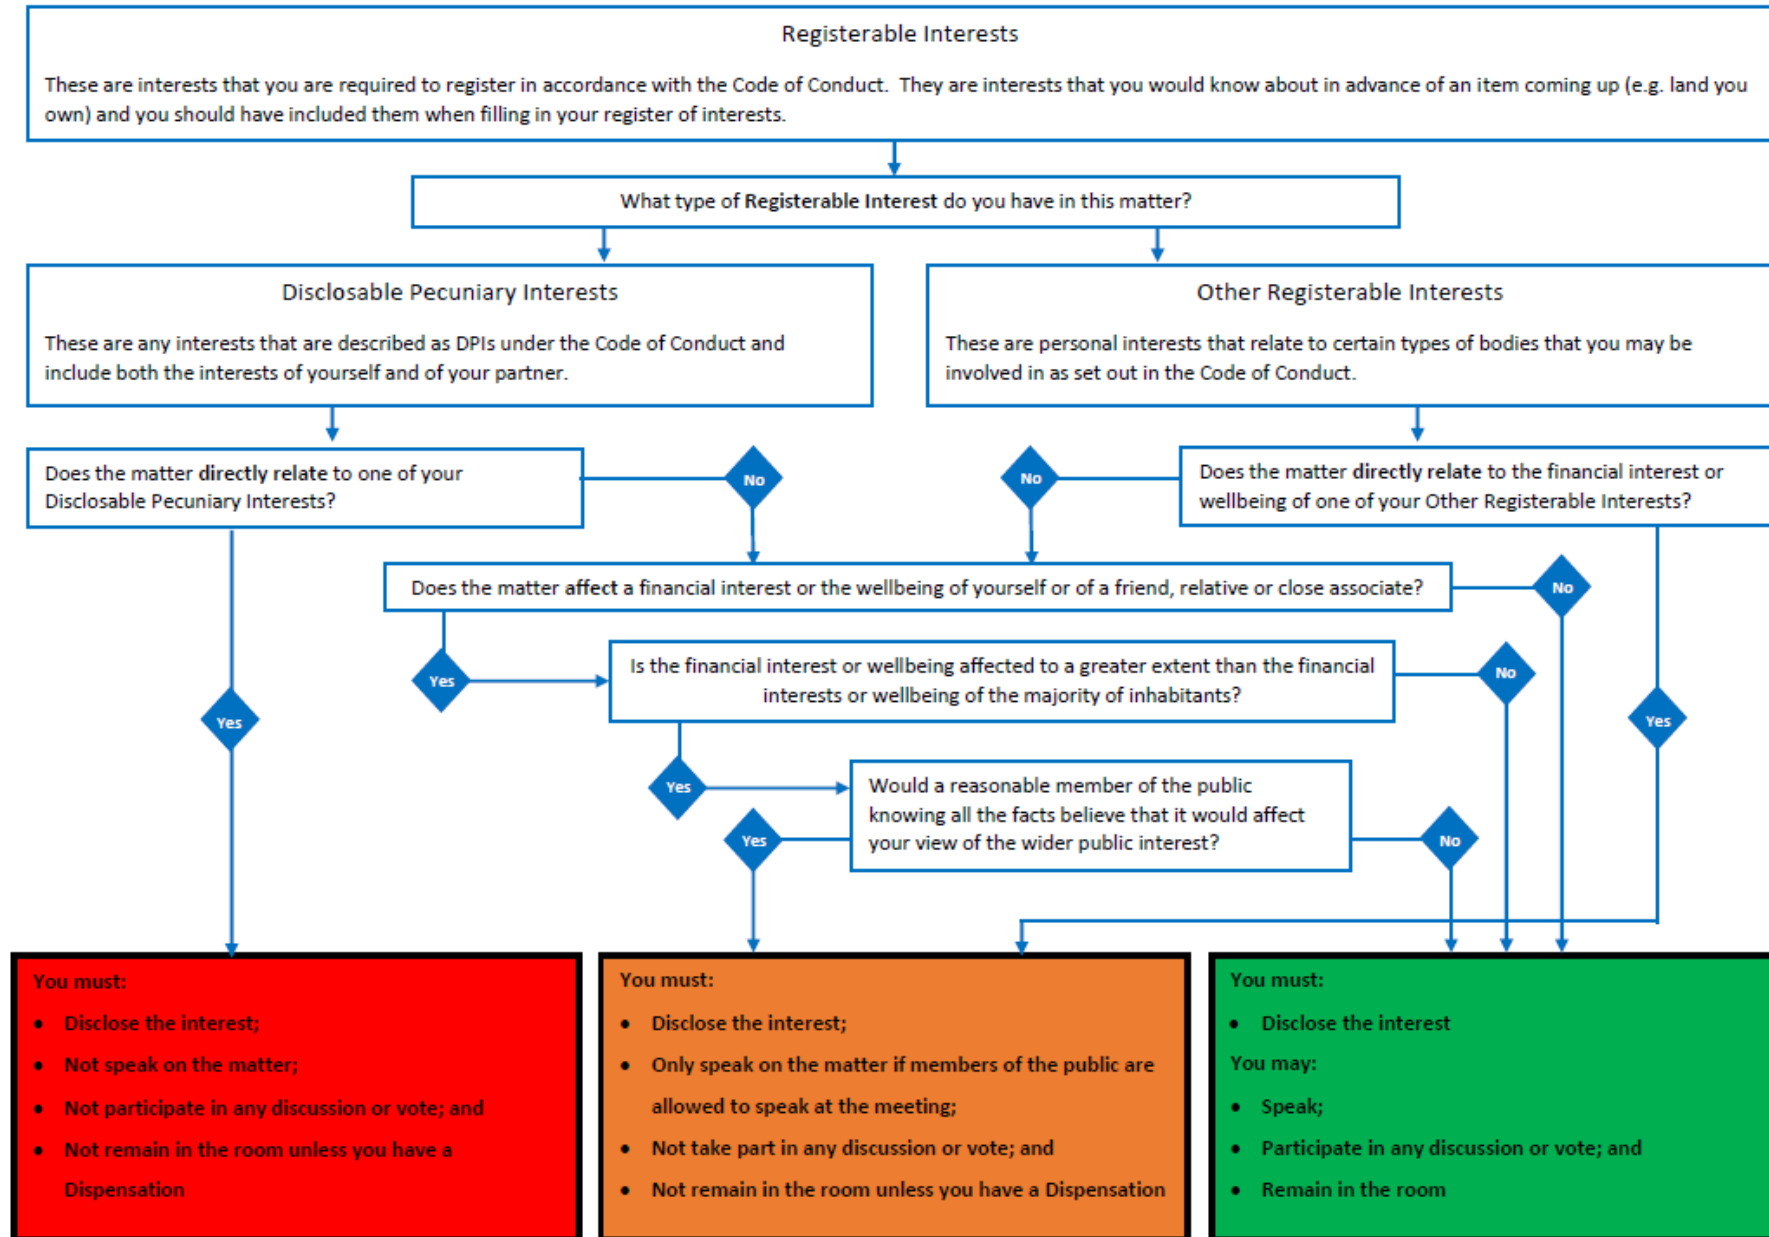 Registerable Interests
These are interests that you are required to register in accordance with the Code of Conduct.  They are interests that you would know about in advance of an item coming up (e.g. land you
own) and you should have included them when filling in your register of interests.
What type of Registerable Interest do you have in this matter?
Disclosable Pecuniary Interests
These are any interests that are described as DPIs under the Code of Conduct and
include both the interests of yourself and of your partner.
Other Registerable Interests
These are personal interests that relate to certain types of bodies that you may be
involved in as set out in the Code of Conduct.
Does the matter directly relate to one of your
Disclosable Pecuniary Interests?
No
No
Does the matter directly relate to the financial interest or
wellbeing of one of your Other Registerable Interests?
Does the matter affect a financial interest or the wellbeing of yourself or of a friend, relative or close associate?
No
Yes
Is the financial interest or wellbeing affected to a greater extent than the financial
interests or wellbeing of the majority of inhabitants?
No
Yes
Yes
Yes
Would a reasonable member of the public
knowing all the facts believe that it would affect
your view of the wider public interest?
Yes
No
You must:
• Disclose the interest;
• Not speak on the matter;
• Not participate in any discussion or vote; and
• Not remain in the room unless you have a
Dispensation
You must:
• Disclose the interest;
• Only speak on the matter if members of the public are
allowed to speak at the meeting;
• Not take part in any discussion or vote; and
• Not remain in the room unless you have a Dispensation
You must:
• Disclose the interest
You may:
• Speak;
• Participate in any discussion or vote; and
• Remain in the room